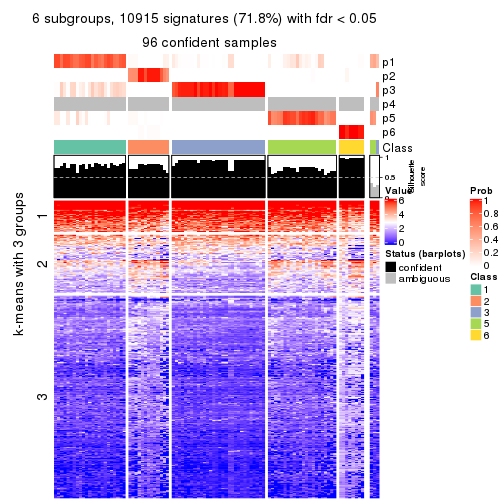 6 subgroups, 10915 signatures (71.8%) with fdr < 0.05
96 confident samples
p1
p2
p3
p4
p5
p6
Class
1
0.5
0
Silhouette
score
k-means with 3 groups
1
2
3
Value
6
4
2
0
Status (barplots)
confident
ambiguous
Prob
1
0.8
0.6
0.4
0.2
0
Class
1
2
3
5
6